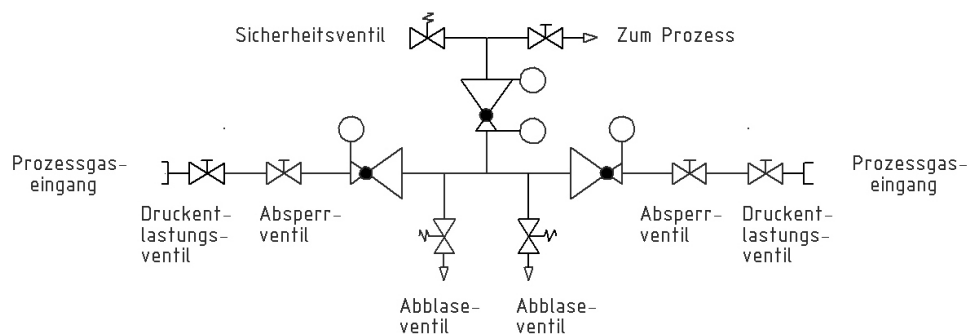 Sicherheitsventil
Zum Prozess
Prozessgas-
eingang
Prozessgas-
eingang
Druckent-
lastungs-
ventil
Absperr-
ventil
Absperr-
ventil
Druckent-
lastungs-
ventil
Abblase-
ventil
Abblase-
ventil